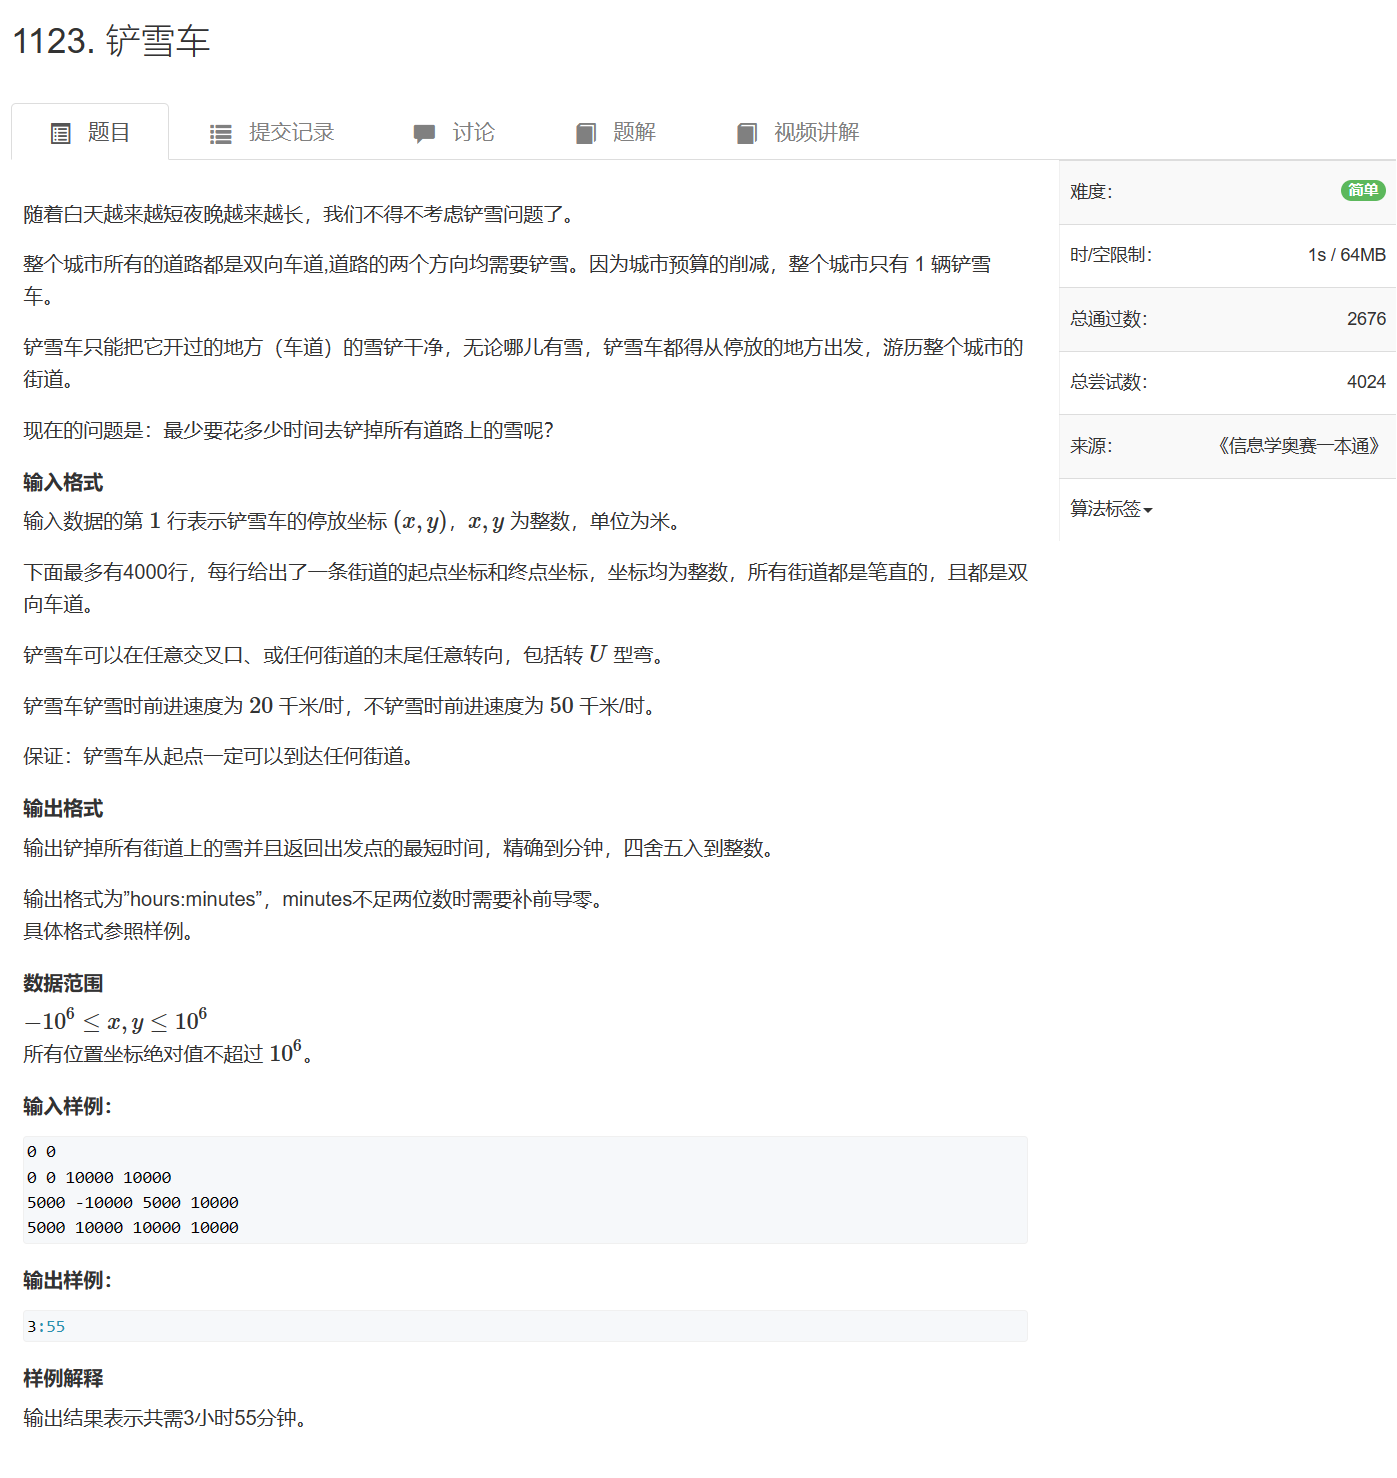 1123. 铲雪车
题目 提交记录 讨论 题解 视频讲解
随着白天越来越短夜晚越来越长，我们不得不考虑铲雪问题了。
整个城市所有的道路都是双向车道,道路的两个方向均需要铲雪。因为城市预算的削减，整个城市只有 1 辆铲雪
车。
铲雪车只能把它开过的地方（车道）的雪铲干净，无论哪儿有雪，铲雪车都得从停放的地方出发，游历整个城市的
街道。
现在的问题是：最少要花多少时间去铲掉所有道路上的雪呢？
输入格式
输入数据的第 1 行表示铲雪车的停放坐标 (x,y)，x,y 为整数，单位为米。
下面最多有4000行，每行给出了一条街道的起点坐标和终点坐标，坐标均为整数，所有街道都是笔直的，且都是双
向车道。
铲雪车可以在任意交叉口、或任何街道的末尾任意转向，包括转 U 型弯。
铲雪车铲雪时前进速度为 20 千米/时，不铲雪时前进速度为 50 千米/时。
保证：铲雪车从起点一定可以到达任何街道。
输出格式
输出铲掉所有街道上的雪并且返回出发点的最短时间，精确到分钟，四舍五入到整数。
输出格式为”hours:minutes”，minutes不足两位数时需要补前导零。
具体格式参照样例。
数据范围
−10⁶ ≤ x,y ≤ 10⁶
所有位置坐标绝对值不超过 10⁶。
输入样例：
0 0
0 0 10000 10000
5000 -10000 5000 10000
5000 10000 10000 10000
输出样例：
3:55
样例解释
输出结果表示共需3小时55分钟。
难度： 简单
时/空限制： 1s / 64MB
总通过数： 2676
总尝试数： 4024
来源： 《信息学奥赛一本通》
算法标签